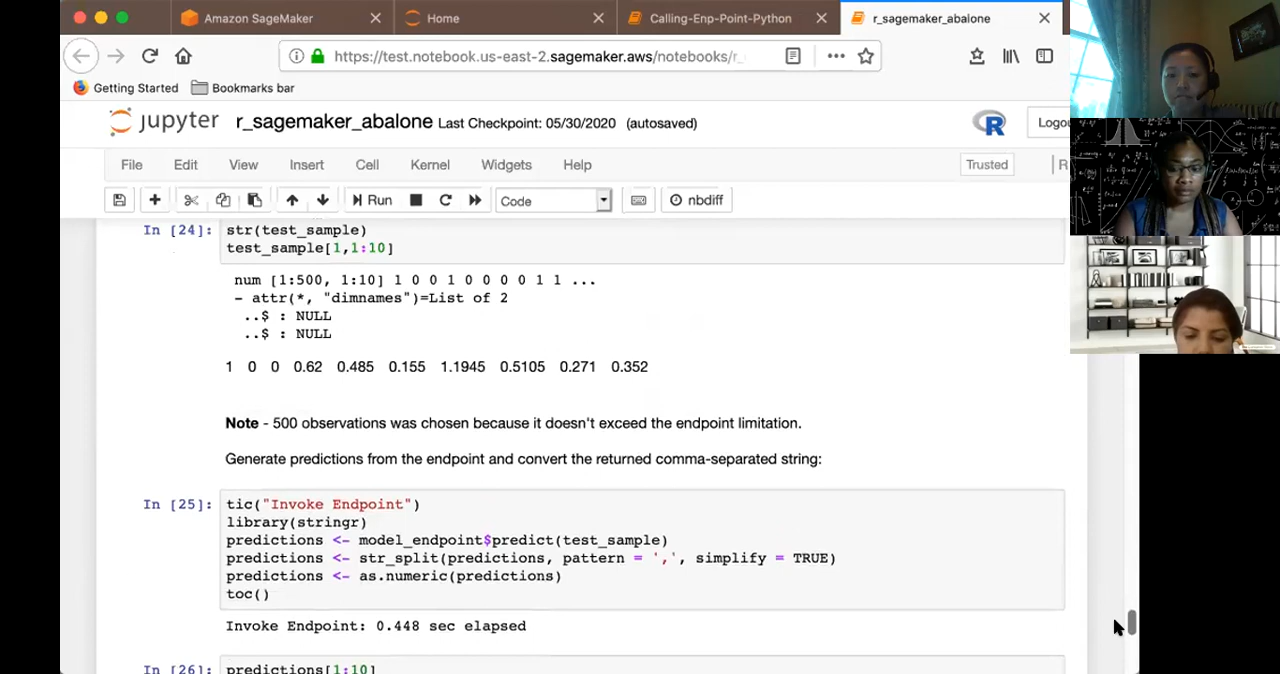 Amazon SageMaker
Home
Calling-Enp-Point-Python
r_sagemaker_abalone
https://test.notebook.us-east-2.sagemaker.aws/notebooks/r_
Getting Started
Bookmarks bar
jupyter r_sagemaker_abalone Last Checkpoint: 05/30/2020 (autosaved)
R
Logo
File Edit View Insert Cell Kernel Widgets Help
Trusted
R
Run
Code
nbdiff
In [24]: str(test_sample)
test_sample[1,1:10]
num [1:500, 1:10] 1 0 0 1 0 0 0 0 1 1 ...
- attr(*, "dimnames")=List of 2
..$ : NULL
..$ : NULL
1 0 0 0.62 0.485 0.155 1.1945 0.5105 0.271 0.352
Note - 500 observations was chosen because it doesn't exceed the endpoint limitation.
Generate predictions from the endpoint and convert the returned comma-separated string:
In [25]: tic("Invoke Endpoint")
library(stringr)
predictions <- model_endpoint$predict(test_sample)
predictions <- str_split(predictions, pattern = ',', simplify = TRUE)
predictions <- as.numeric(predictions)
toc()
Invoke Endpoint: 0.448 sec elapsed
In [26]: predictions[1:10]